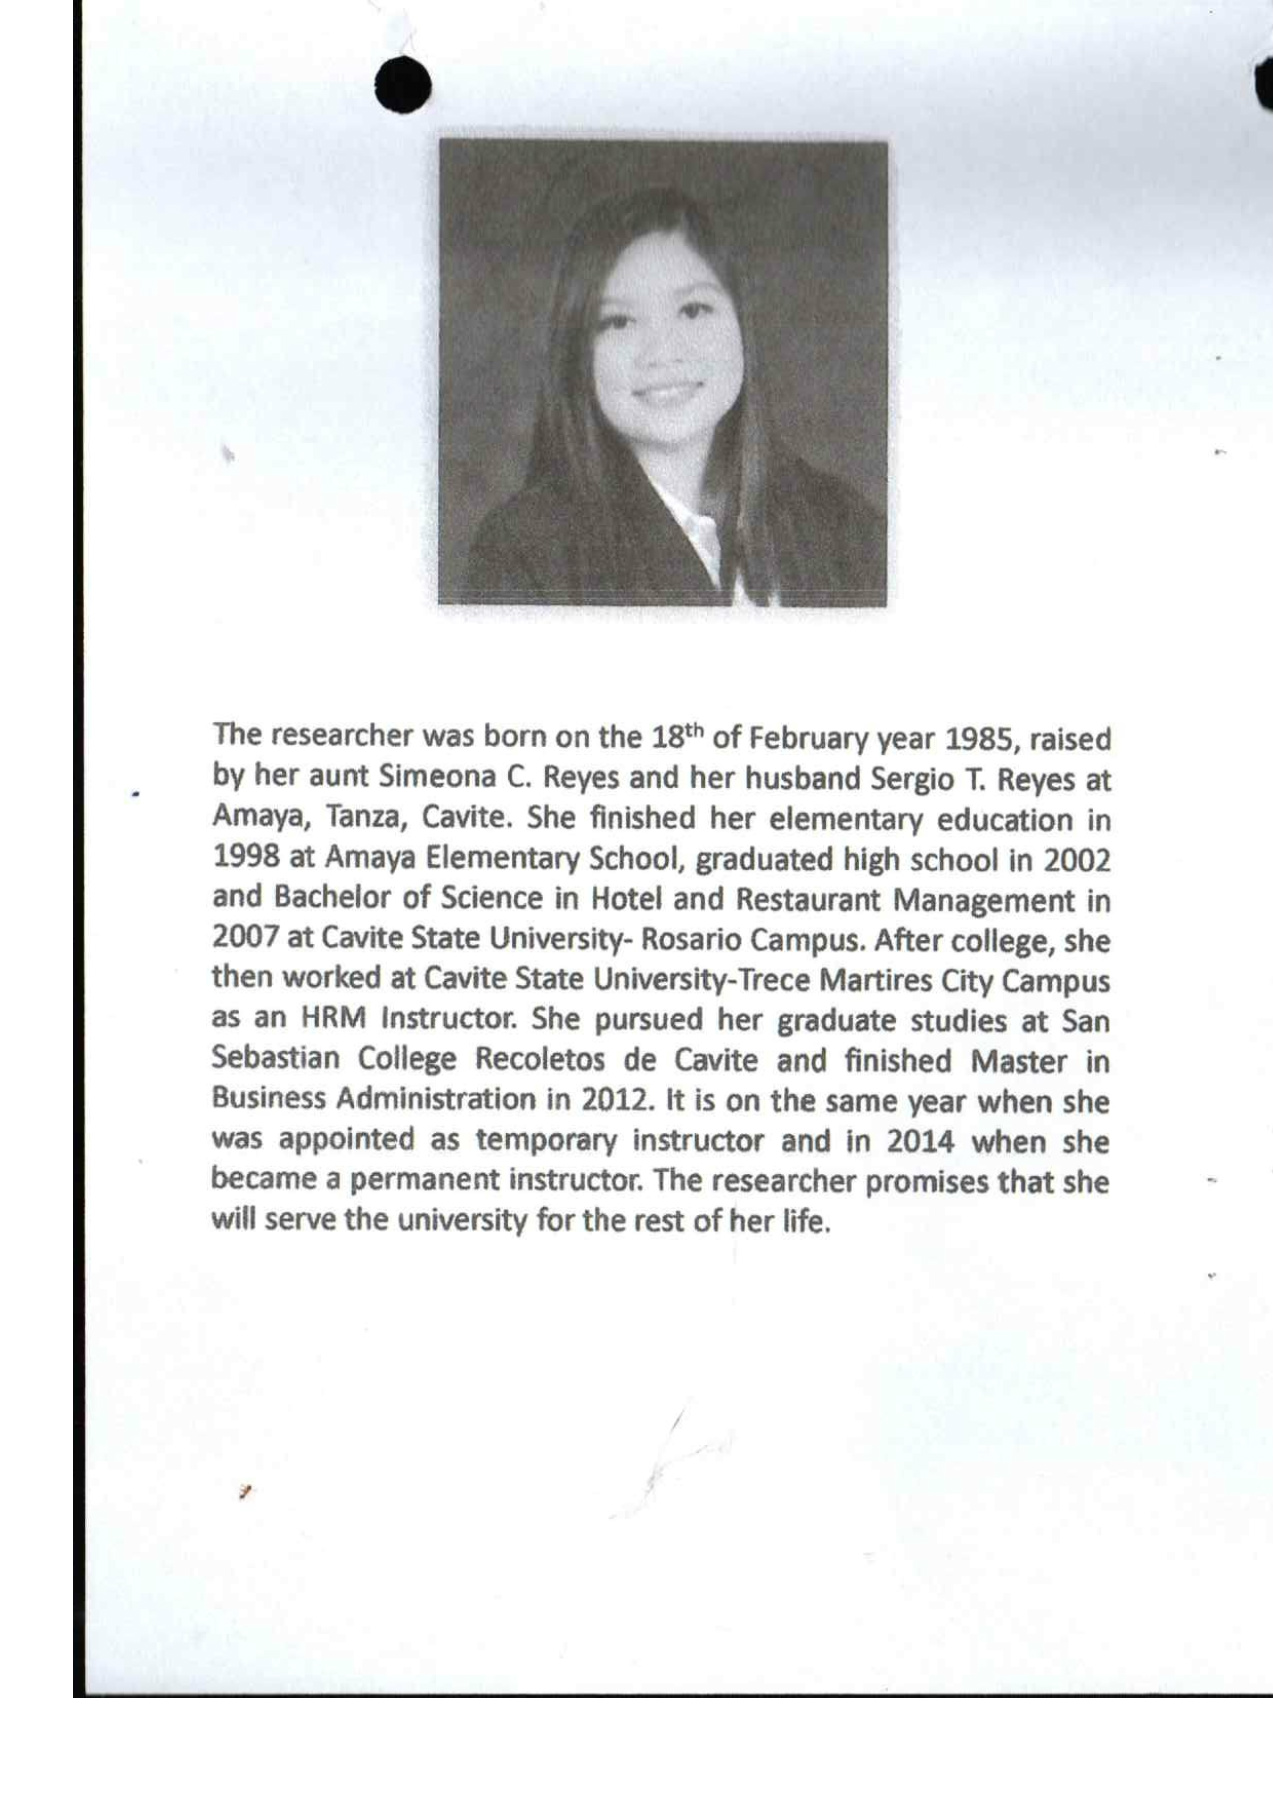 The researcher was born on the 18th of February year 1985, raised
by her aunt Simeona C. Reyes and her husband Sergio T. Reyes at
Amaya, Tanza, Cavite. She finished her elementary education in
1998 at Amaya Elementary School, graduated high school in 2002
and Bachelor of Science in Hotel and Restaurant Management in
2007 at Cavite State University- Rosario Campus. After college, she
then worked at Cavite State University-Trece Martires City Campus
as an HRM Instructor. She pursued her graduate studies at San
Sebastian College Recoletos de Cavite and finished Master in
Business Administration in 2012. It is on the same year when she
was appointed as temporary instructor and in 2014 when she
became a permanent instructor. The researcher promises that she
will serve the university for the rest of her life.